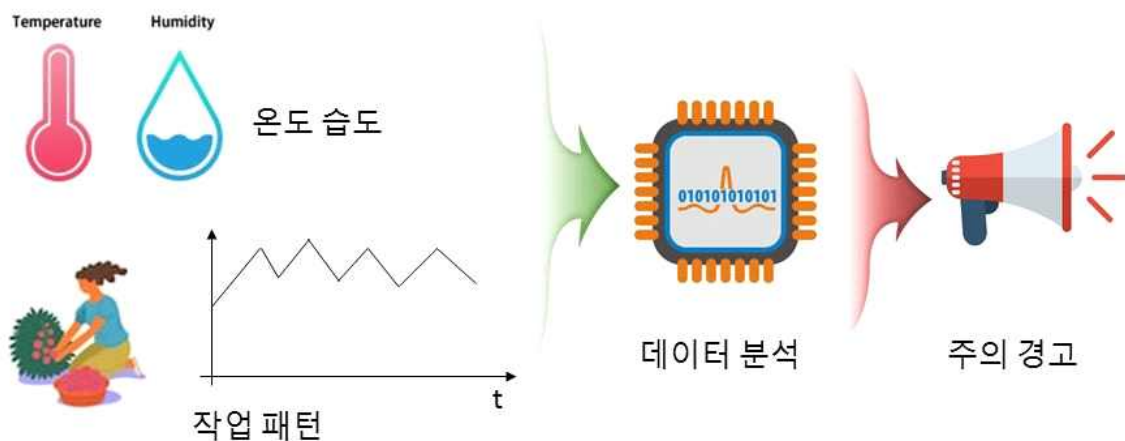 Temperature
Humidity
온도 습도
010101010101
t
작업 패턴
데이터 분석
주의 경고